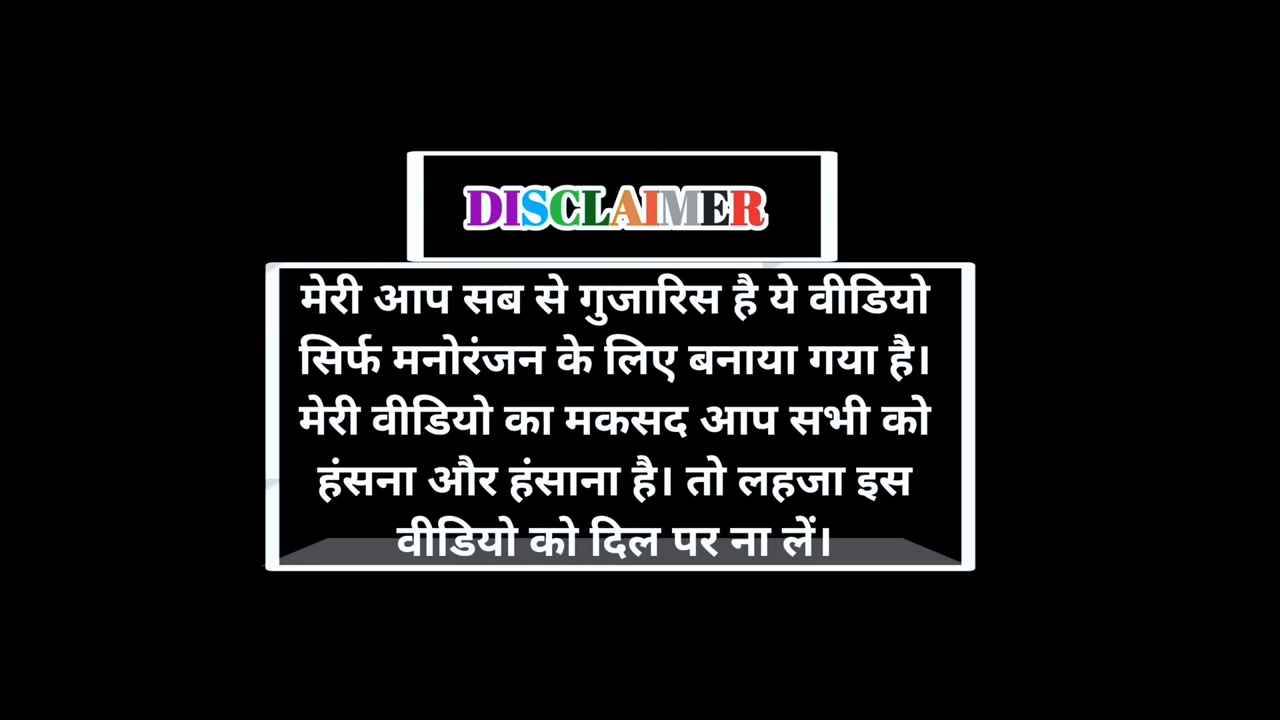 DISCLAIMER
मेरी आप सब से गुजारिस है ये वीडियो
सिर्फ मनोरंजन के लिए बनाया गया है।
मेरी वीडियो का मकसद आप सभी को
हंसना और हंसाना है। तो लहजा इस
वीडियो को दिल पर ना लें।